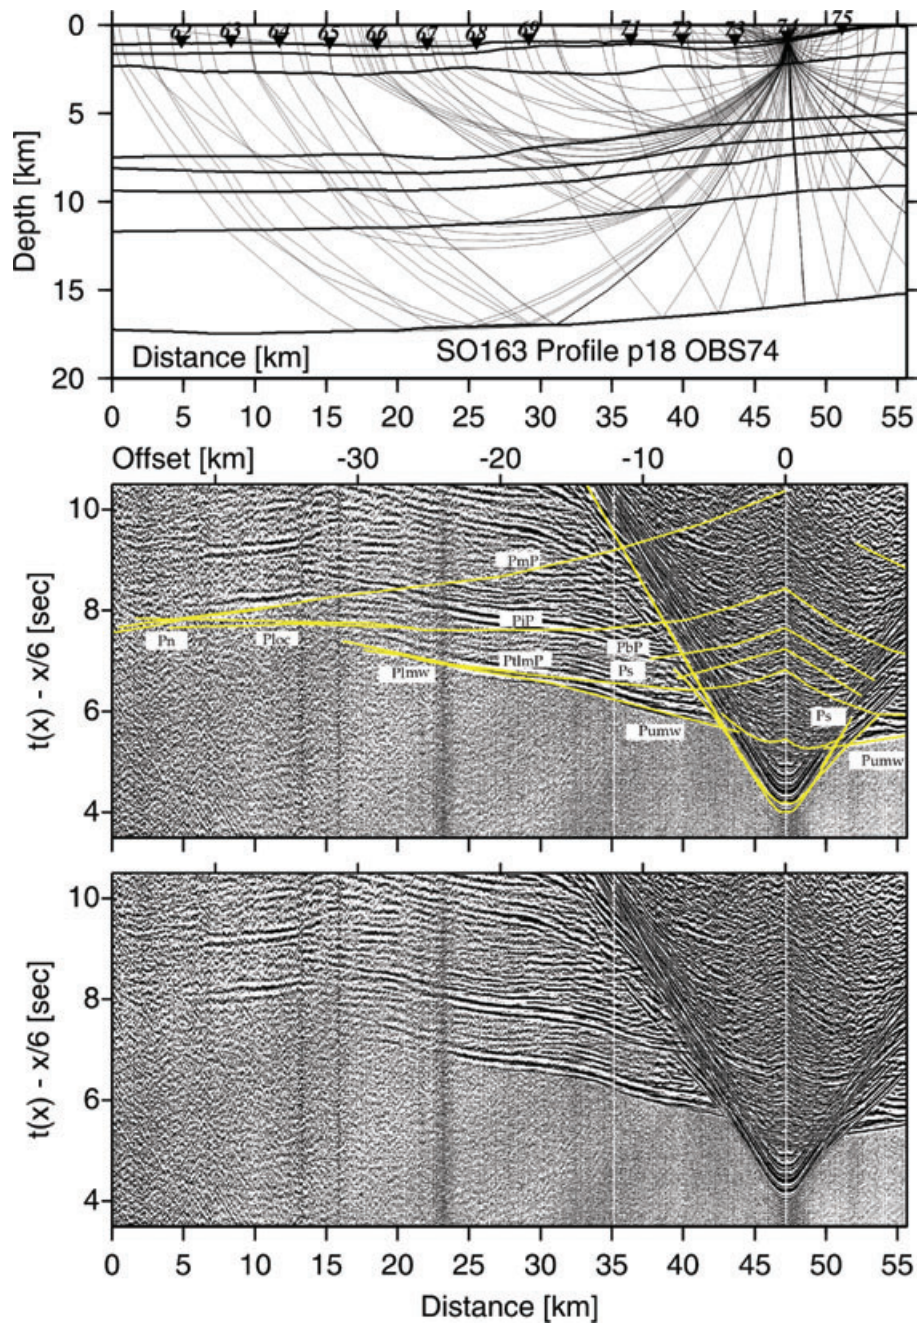 0
62 63 64 65 66 67 68 69 71 72 73 74 75
5
10
15
20
Depth [km]
Distance [km]
SO163 Profile p18 OBS74
0 5 10 15 20 25 30 35 40 45 50 55
Offset [km] -30 -20 -10 0
10
8
6
4
t(x) - x/6 [sec]
PmP
Pn
Ploc
PiP
PbP
Plmw
PtlmP
Ps
Pumw
Ps
Pumw
10
8
6
4
t(x) - x/6 [sec]
0 5 10 15 20 25 30 35 40 45 50 55
Distance [km]